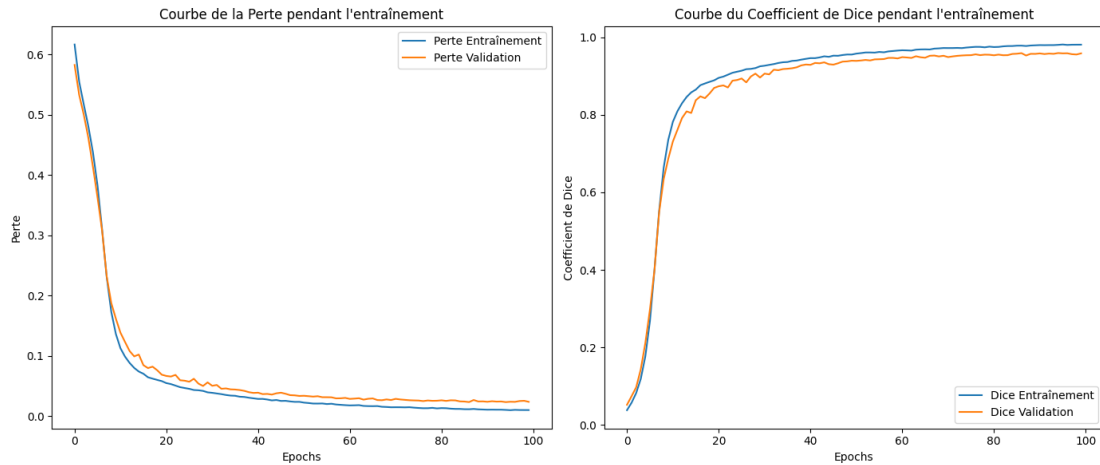 Courbe de la Perte pendant l'entraînement
Perte Entraînement
Perte Validation
0.6
0.5
0.4
0.3
0.2
0.1
0.0
Perte
0
20
40
60
80
100
Epochs
Courbe du Coefficient de Dice pendant l'entraînement
1.0
0.8
0.6
0.4
0.2
0.0
Coefficient de Dice
Dice Entraînement
Dice Validation
0
20
40
60
80
100
Epochs